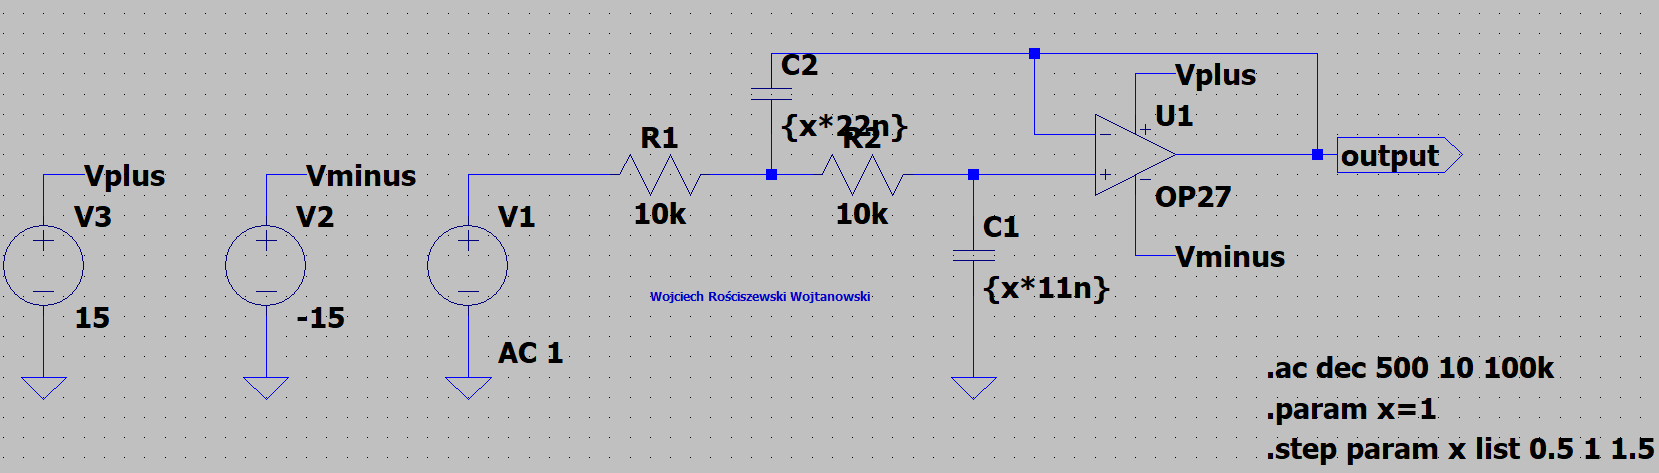 C2
Vplus
{x*22n}
U1
R1
R2
output
Vplus
Vminus
OP27
V3
V2
V1
10k
10k
C1
Vminus
{x*11n}
Wojciech Rościszewski Wojtanowski
15
-15
AC 1
.ac dec 500 10 100k
.param x=1
.step param x list 0.5 1 1.5